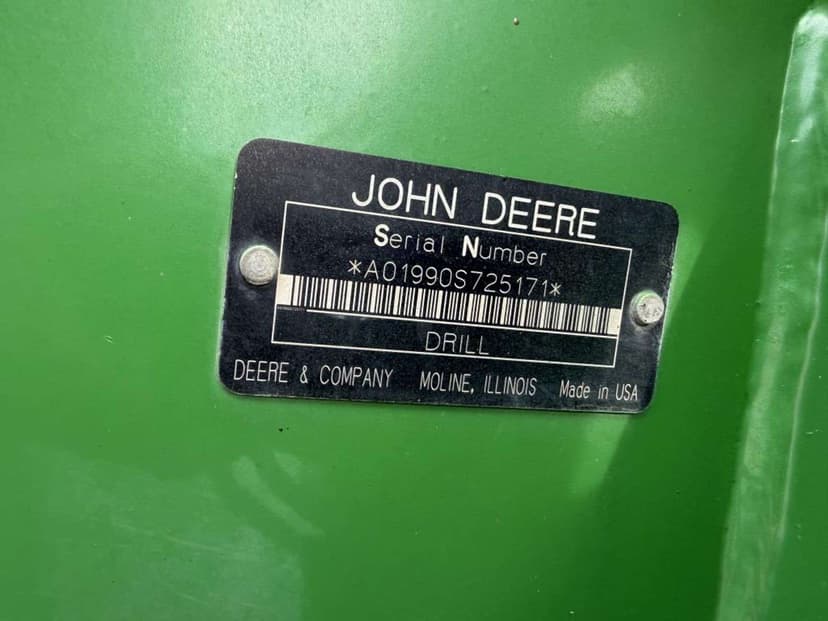 JOHN DEERE
Serial Number
*A01990S725171*
DRILL
DEERE & COMPANY MOLINE, ILLINOIS Made in USA